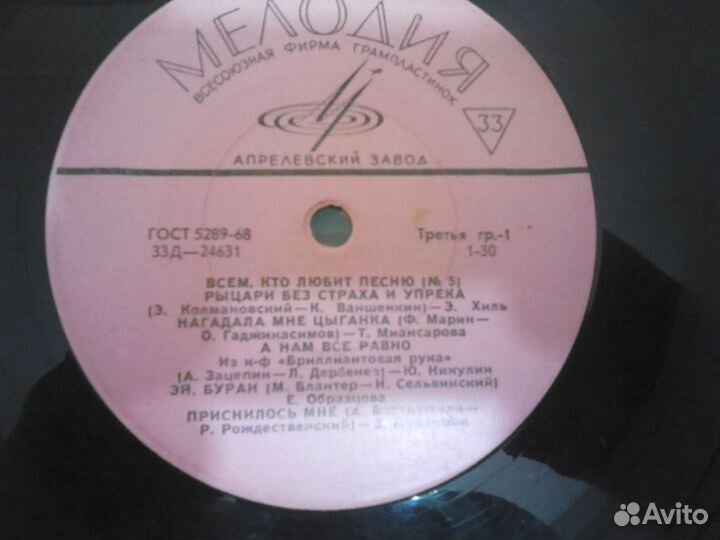 МЕЛОДИЯ
ВСЕСОЮЗНАЯ ФИРМА ГРАМПЛАСТИНОК
33
АПРЕЛЕВСКИЙ ЗАВОД
ГОСТ 5289-68 Третья гр.-1
33Д—24631 1-30
ВСЕМ, КТО ЛЮБИТ ПЕСНЮ (№ 5)
РЫЦАРИ БЕЗ СТРАХА И УПРЕКА
(Э. Колмановский—К. Ваншенкин)—Э. Хиль
НАГАДАЛА МНЕ ЦЫГАНКА (Ф. Марин—
О. Гаджикасимов)—Т. Миансарова
А НАМ ВСЕ РАВНО
Из к-ф «Бриллиантовая рука»
(А. Зацепин—Л. Дербенев)—Ю. Никулин
ЭЙ, БУРАН (М. Блантер—И. Сельвинский)
Е. Образцова
ПРИСНИЛОСЬ МНЕ (А.
Р. Рождественский)—
Avito